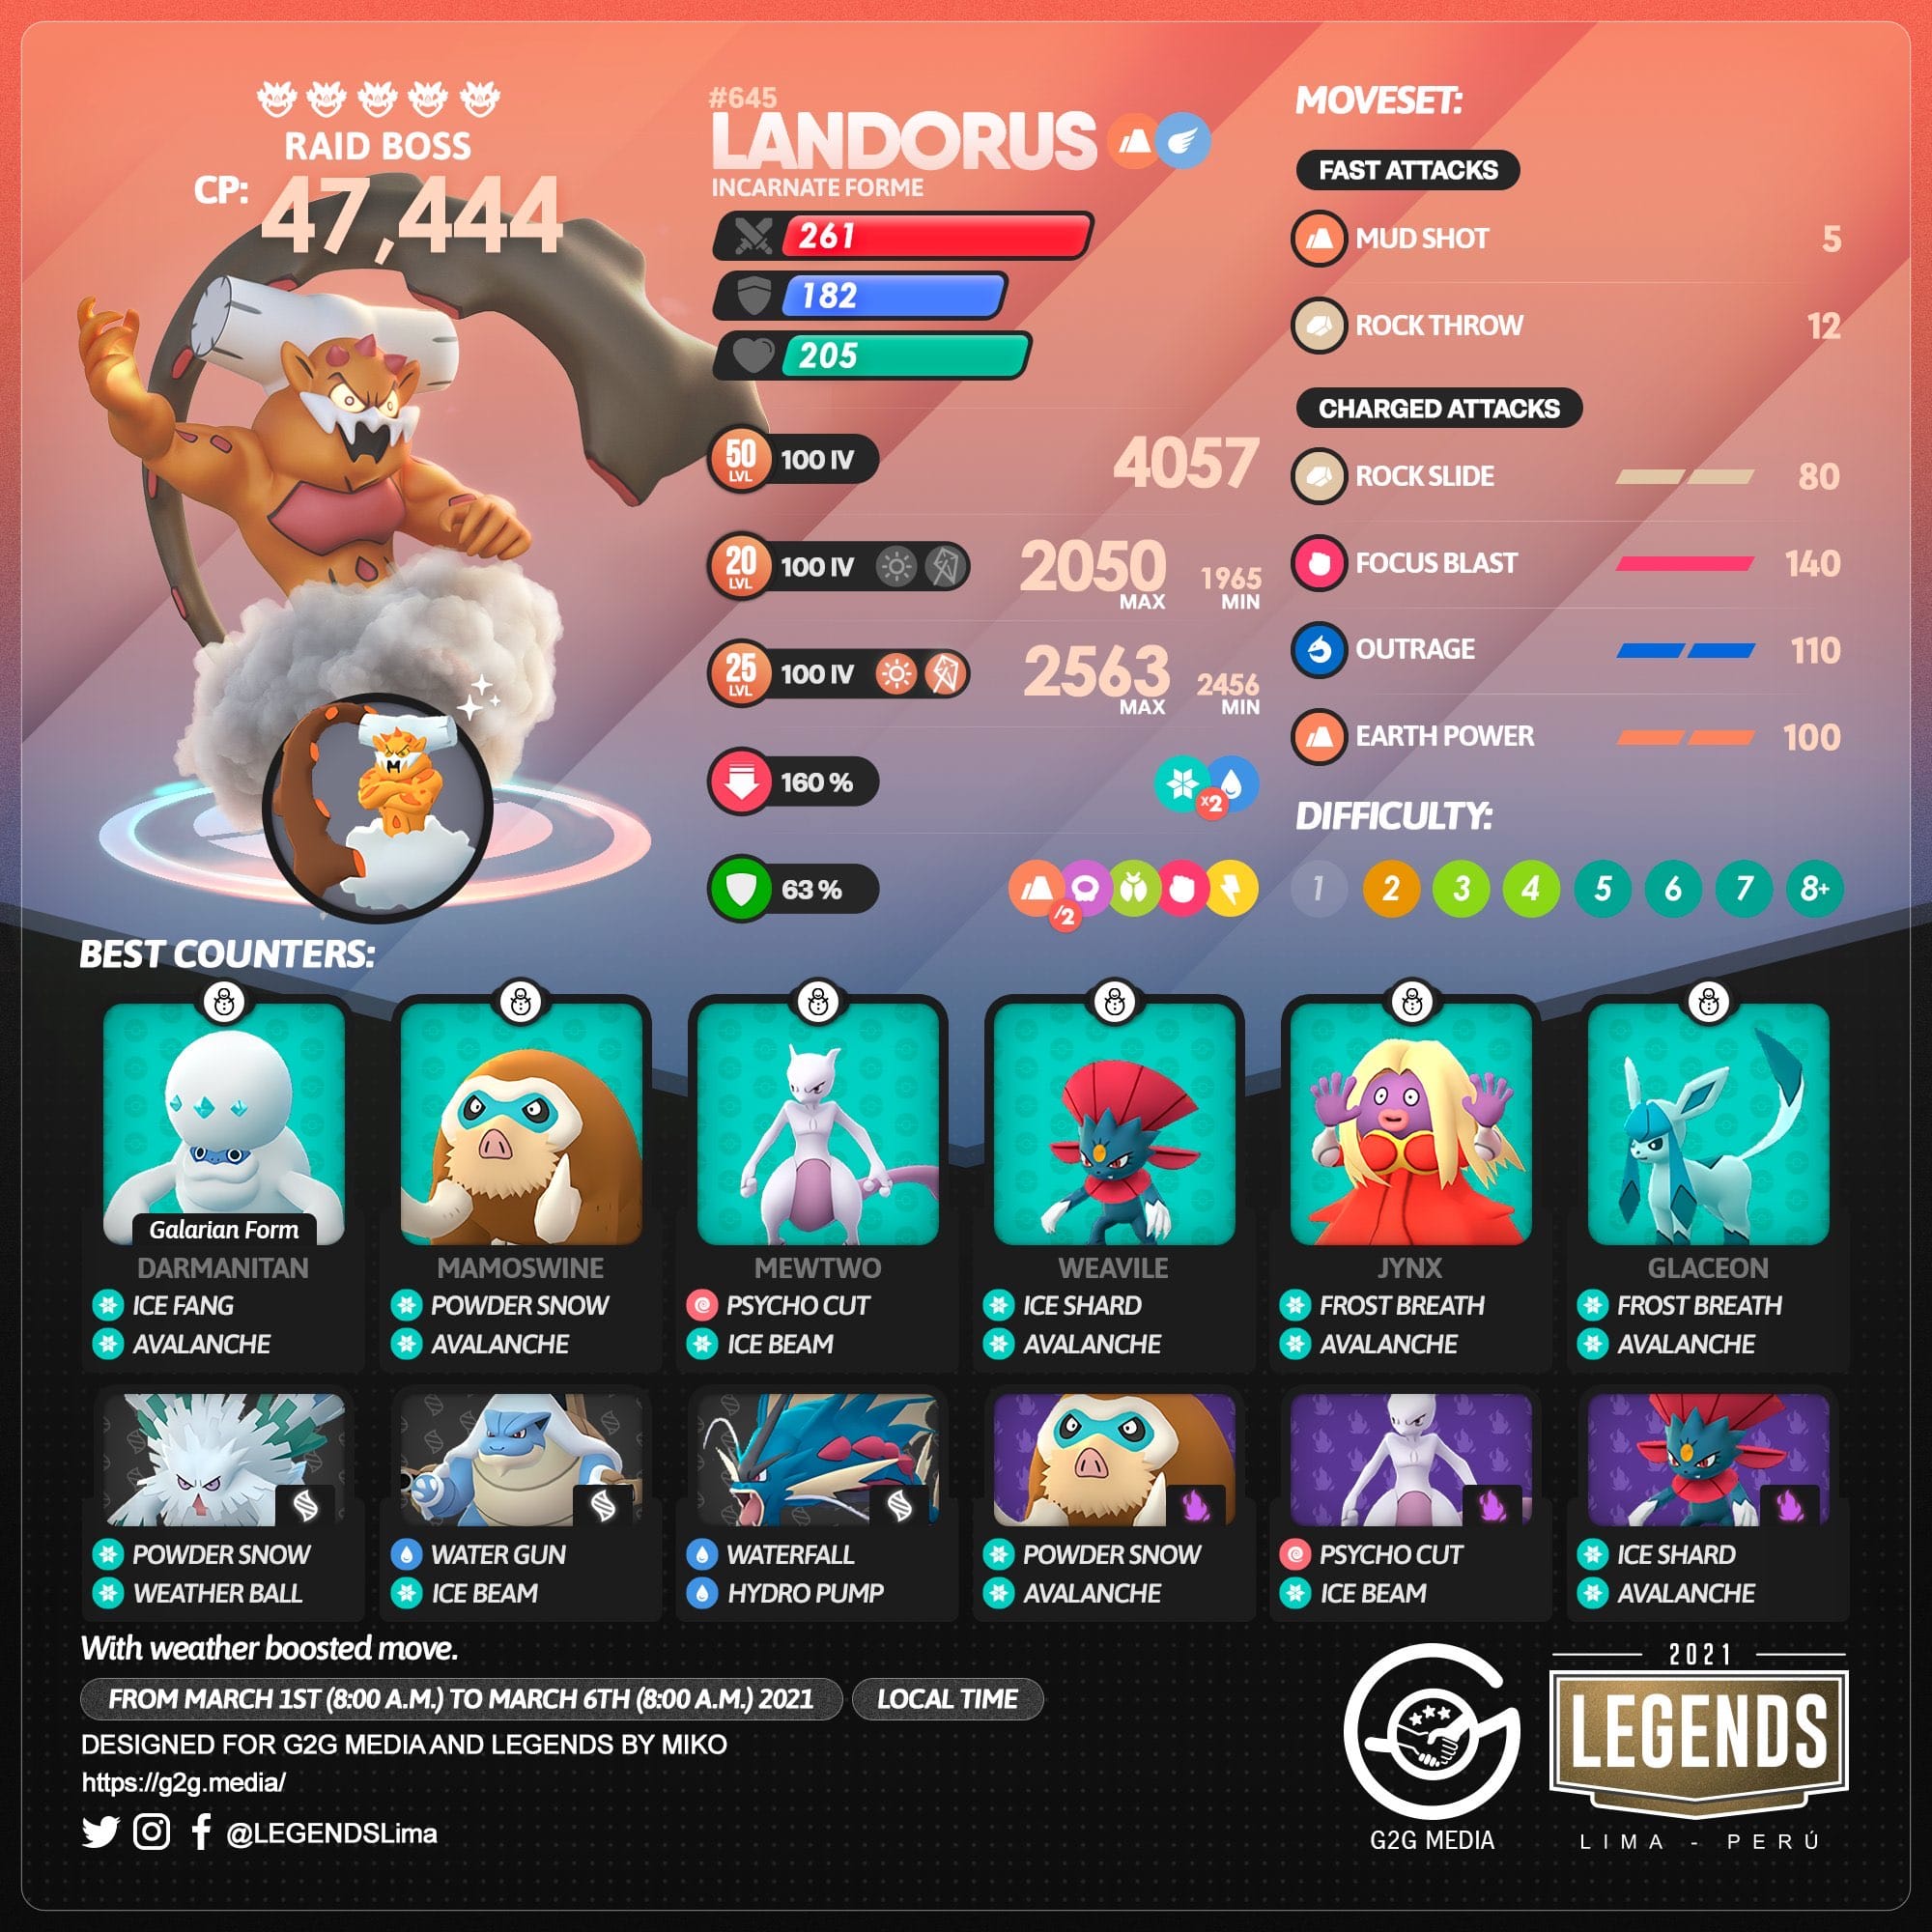 RAID BOSS
CP: 47,444
#645
LANDORUS
INCARNATE FORME
261
182
205
50 LVL 100 IV 4057
20 LVL 100 IV 2050 MAX 1965 MIN
25 LVL 100 IV 2563 MAX 2456 MIN
160 % x2
63 % /2
MOVESET:
FAST ATTACKS
MUD SHOT 5
ROCK THROW 12
CHARGED ATTACKS
ROCK SLIDE 80
FOCUS BLAST 140
OUTRAGE 110
EARTH POWER 100
DIFFICULTY:
1 2 3 4 5 6 7 8+
BEST COUNTERS:
Galarian Form
DARMANITAN
ICE FANG
AVALANCHE
MAMOSWINE
POWDER SNOW
AVALANCHE
MEWTWO
PSYCHO CUT
ICE BEAM
WEAVILE
ICE SHARD
AVALANCHE
JYNX
FROST BREATH
AVALANCHE
GLACEON
FROST BREATH
AVALANCHE
POWDER SNOW
WEATHER BALL
WATER GUN
ICE BEAM
WATERFALL
HYDRO PUMP
POWDER SNOW
AVALANCHE
PSYCHO CUT
ICE BEAM
ICE SHARD
AVALANCHE
With weather boosted move.
FROM MARCH 1ST (8:00 A.M.) TO MARCH 6TH (8:00 A.M.) 2021 LOCAL TIME
DESIGNED FOR G2G MEDIA AND LEGENDS BY MIKO
https://g2g.media/
@LEGENDSLima
G2G MEDIA
2021
LEGENDS
LIMA - PERÚ